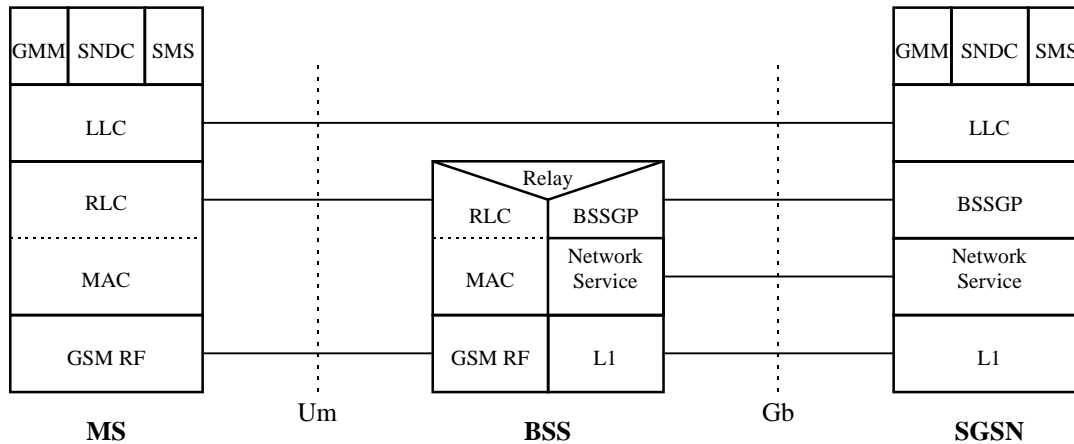 GMM SNDC SMS
GMM SNDC SMS
LLC
LLC
Relay
RLC
RLC
BSSGP
BSSGP
MAC
MAC
Network
Service
Network
Service
GSM RF
GSM RF
L1
L1
Um
Gb
MS
BSS
SGSN